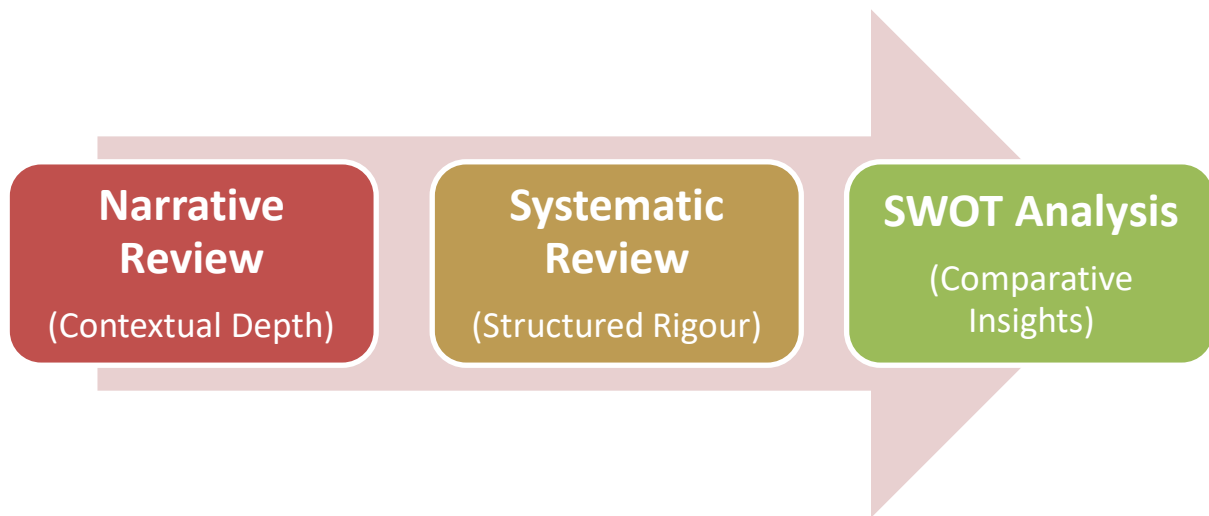 Narrative
Review
(Contextual Depth)
Systematic
Review
(Structured Rigour)
SWOT Analysis
(Comparative
Insights)